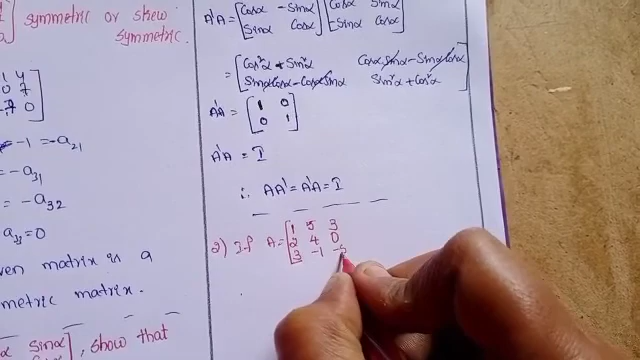 symmetric or skew
symmetric.
1 4
0 7
-7 0
-1 = -a21
= -a31
= -a32
a33 = 0
ven matrix is a
metric matrix.
sinα], show that
A'A = [cosα -sinα
sinα cosα] [cosα sinα
-sinα cosα]
= [cos²α + sin²α cosα sinα - sinα cosα
sinα cosα - cosα sinα sin²α + cos²α]
A'A = [1 0
0 1]
A'A = I
∴ AA' = A'A = I
2) If A = [1 5 3
2 4 0
3 -1 -5